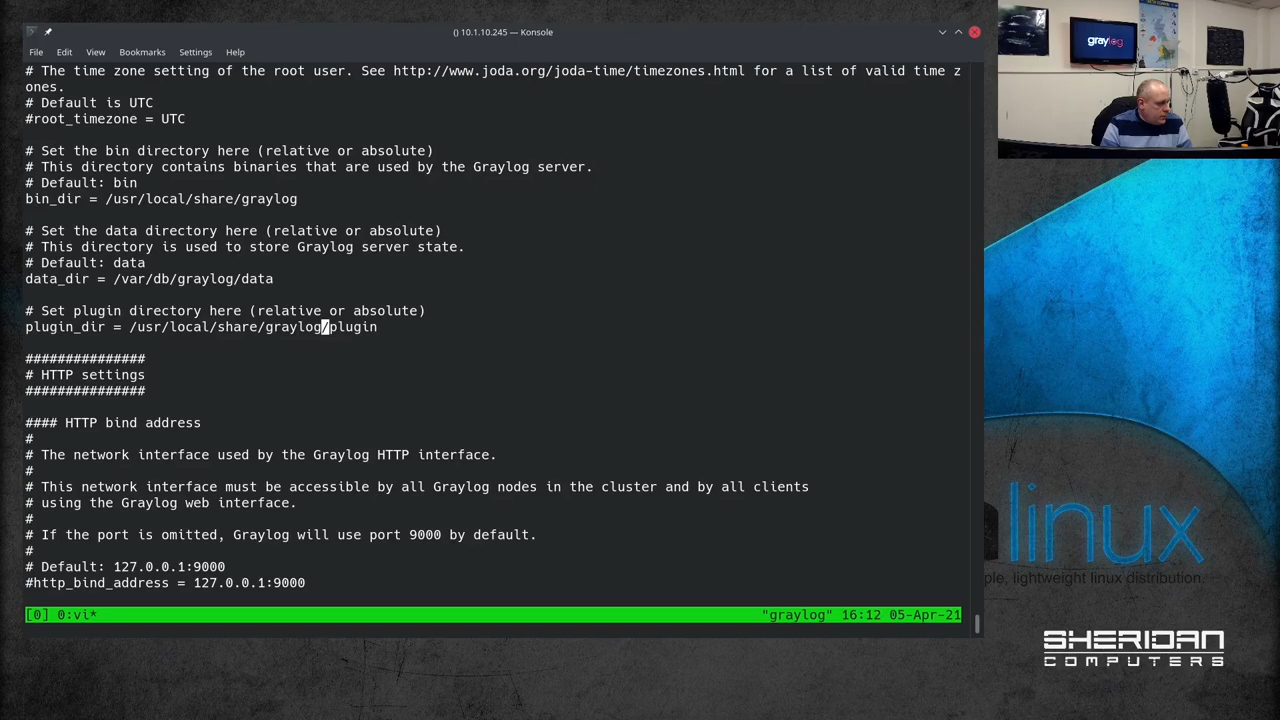 () 10.1.10.245 — Konsole
File Edit View Bookmarks Settings Help
# The time zone setting of the root user. See http://www.joda.org/joda-time/timezones.html for a list of valid time z
ones.
# Default is UTC
#root_timezone = UTC
# Set the bin directory here (relative or absolute)
# This directory contains binaries that are used by the Graylog server.
# Default: bin
bin_dir = /usr/local/share/graylog
# Set the data directory here (relative or absolute)
# This directory is used to store Graylog server state.
# Default: data
data_dir = /var/db/graylog/data
# Set plugin directory here (relative or absolute)
plugin_dir = /usr/local/share/graylog/plugin
###############
# HTTP settings
###############
#### HTTP bind address
#
# The network interface used by the Graylog HTTP interface.
#
# This network interface must be accessible by all Graylog nodes in the cluster and by all clients
# using the Graylog web interface.
#
# If the port is omitted, Graylog will use port 9000 by default.
#
# Default: 127.0.0.1:9000
#http_bind_address = 127.0.0.1:9000
[0] 0:vi* "graylog" 16:12 05-Apr-21
graylog
linux
ple, lightweight linux distribution.
SHERIDAN
COMPUTERS